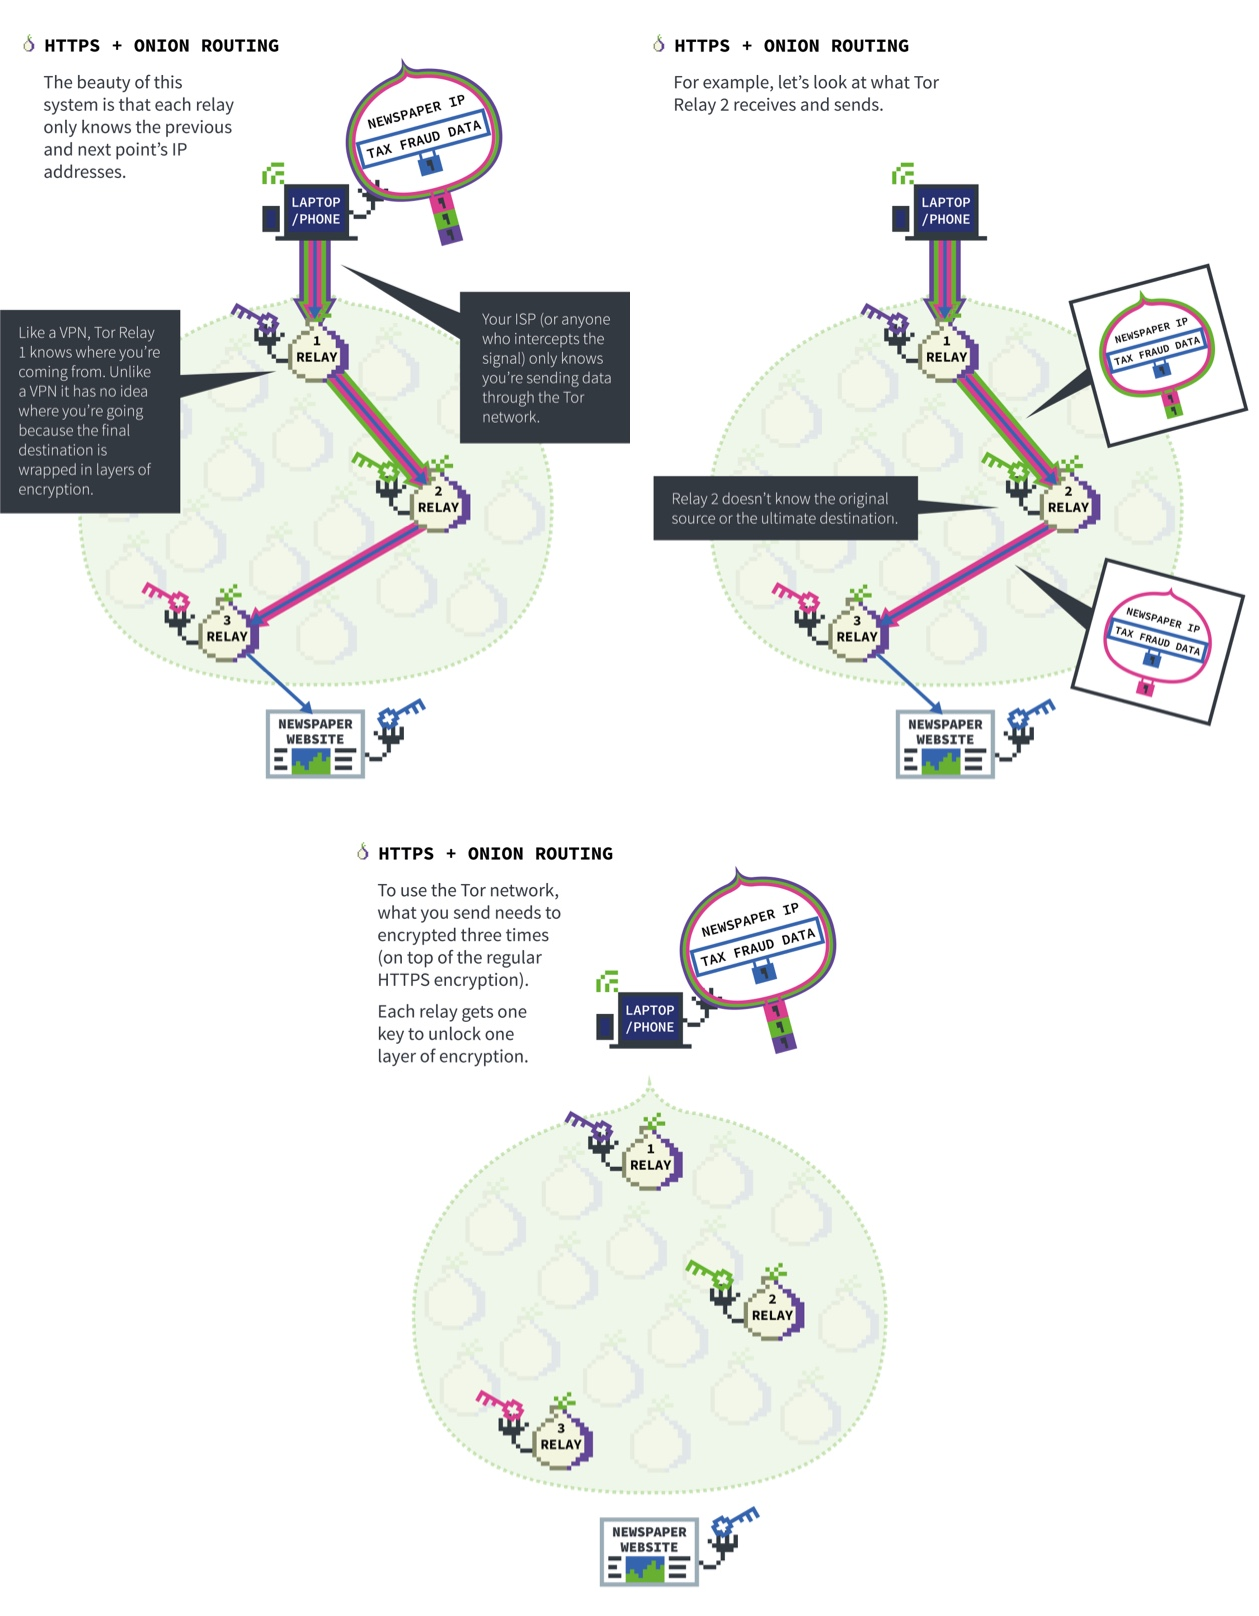 HTTPS + ONION ROUTING
The beauty of this
system is that each relay
only knows the previous
and next point's IP
addresses.
NEWSPAPER IP
TAX FRAUD DATA
LAPTOP
/PHONE
Like a VPN, Tor Relay
1 knows where you're
coming from. Unlike
a VPN it has no idea
where you're going
because the final
destination is
wrapped in layers of
encryption.
Your ISP (or anyone
who intercepts the
signal) only knows
you're sending data
through the Tor
network.
1
RELAY
2
RELAY
3
RELAY
NEWSPAPER
WEBSITE
HTTPS + ONION ROUTING
For example, let's look at what Tor
Relay 2 receives and sends.
LAPTOP
/PHONE
1
RELAY
NEWSPAPER IP
TAX FRAUD DATA
2
RELAY
Relay 2 doesn't know the original
source or the ultimate destination.
3
RELAY
NEWSPAPER IP
TAX FRAUD DATA
NEWSPAPER
WEBSITE
HTTPS + ONION ROUTING
To use the Tor network,
what you send needs to
encrypted three times
(on top of the regular
HTTPS encryption).
Each relay gets one
key to unlock one
layer of encryption.
NEWSPAPER IP
TAX FRAUD DATA
LAPTOP
/PHONE
1
RELAY
2
RELAY
3
RELAY
NEWSPAPER
WEBSITE